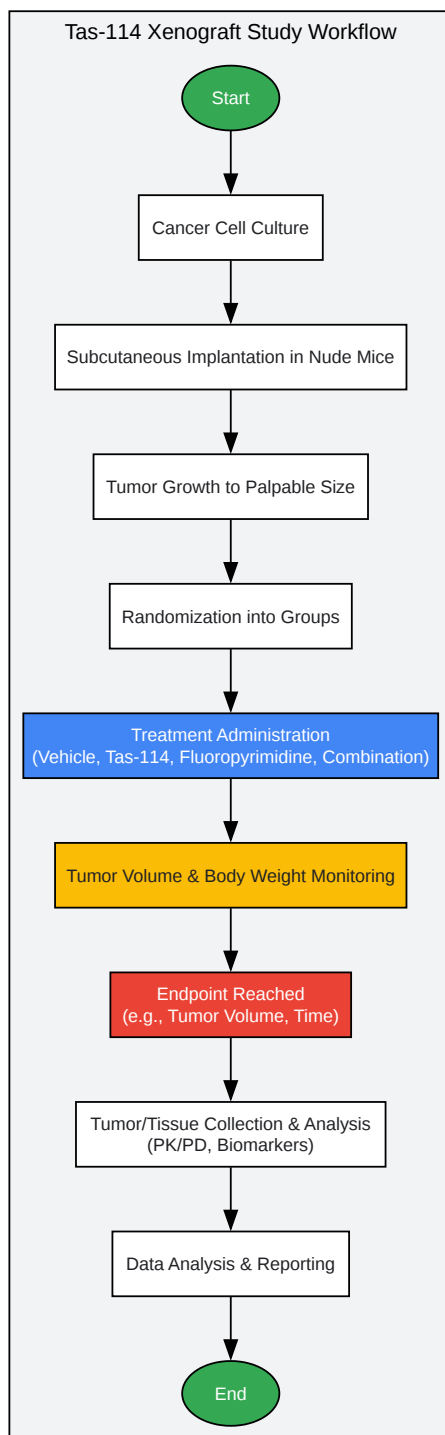 Tas-114 Xenograft Study Workflow
Start
Cancer Cell Culture
Subcutaneous Implantation in Nude Mice
Tumor Growth to Palpable Size
Randomization into Groups
Treatment Administration
(Vehicle, Tas-114, Fluoropyrimidine, Combination)
Tumor Volume & Body Weight Monitoring
Endpoint Reached
(e.g., Tumor Volume, Time)
Tumor/Tissue Collection & Analysis
(PK/PD, Biomarkers)
Data Analysis & Reporting
End